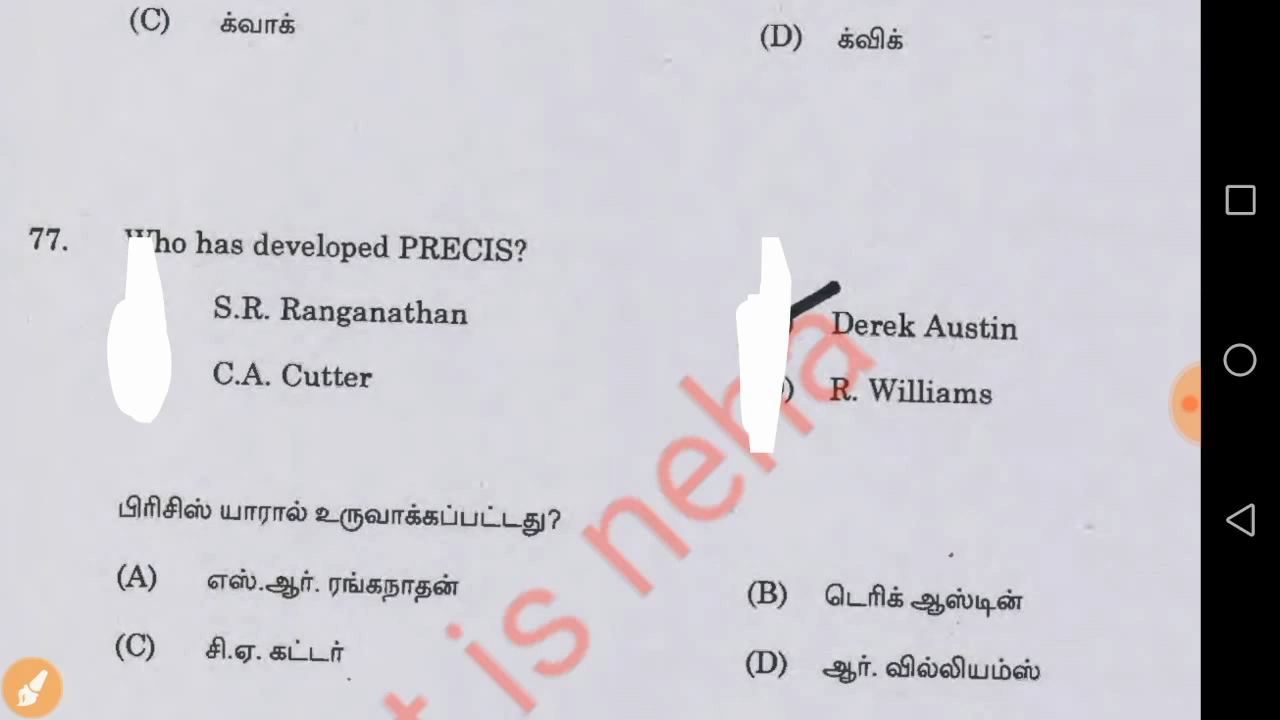 (C) க்வாக் (D) க்விக்
77. Who has developed PRECIS?
S.R. Ranganathan Derek Austin
C.A. Cutter ) R. Williams
பிரிசிஸ் யாரால் உருவாக்கப்பட்டது?
(A) எஸ்.ஆர். ரங்கநாதன் (B) டெரிக் ஆஸ்டின்
(C) சி.ஏ. கட்டர் (D) ஆர். வில்லியம்ஸ்
is neha